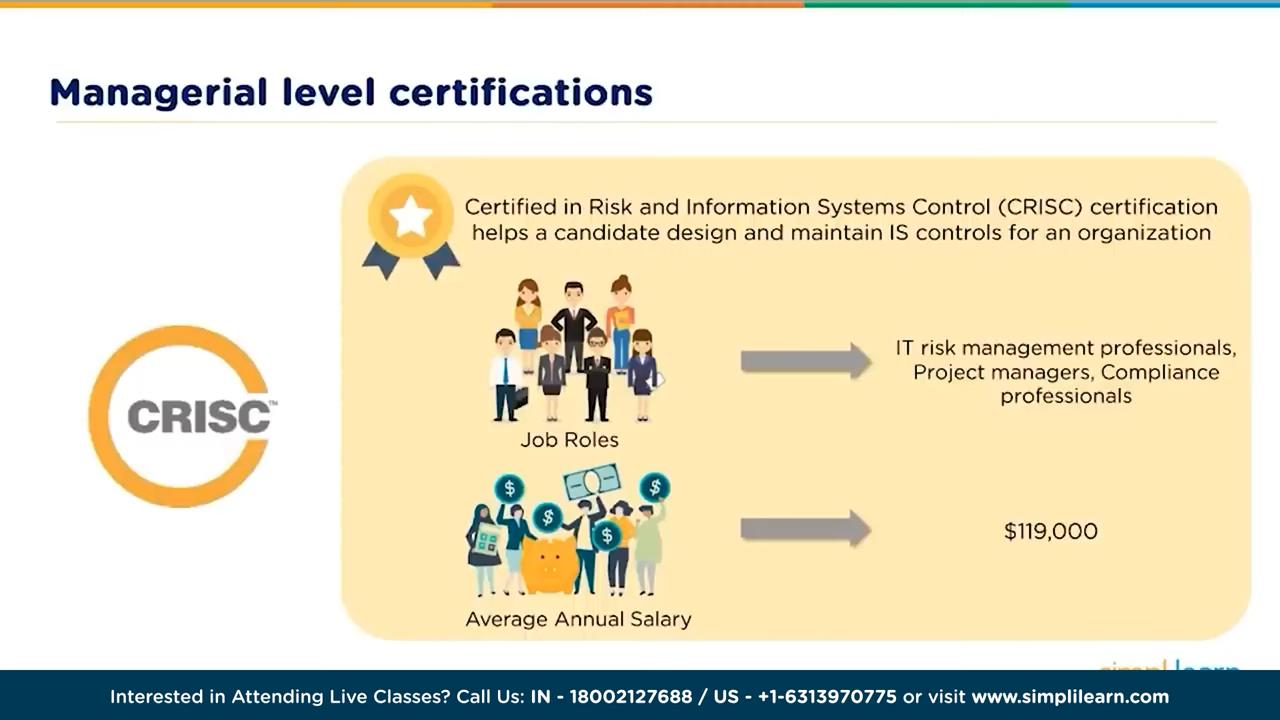 Managerial level certifications
Certified in Risk and Information Systems Control (CRISC) certification
helps a candidate design and maintain IS controls for an organization
CRISC™
IT risk management professionals,
Project managers, Compliance
professionals
Job Roles
$
$
$
$
$119,000
Average Annual Salary
simplilearn
Interested in Attending Live Classes? Call Us: IN - 18002127688 / US - +1-6313970775 or visit www.simplilearn.com